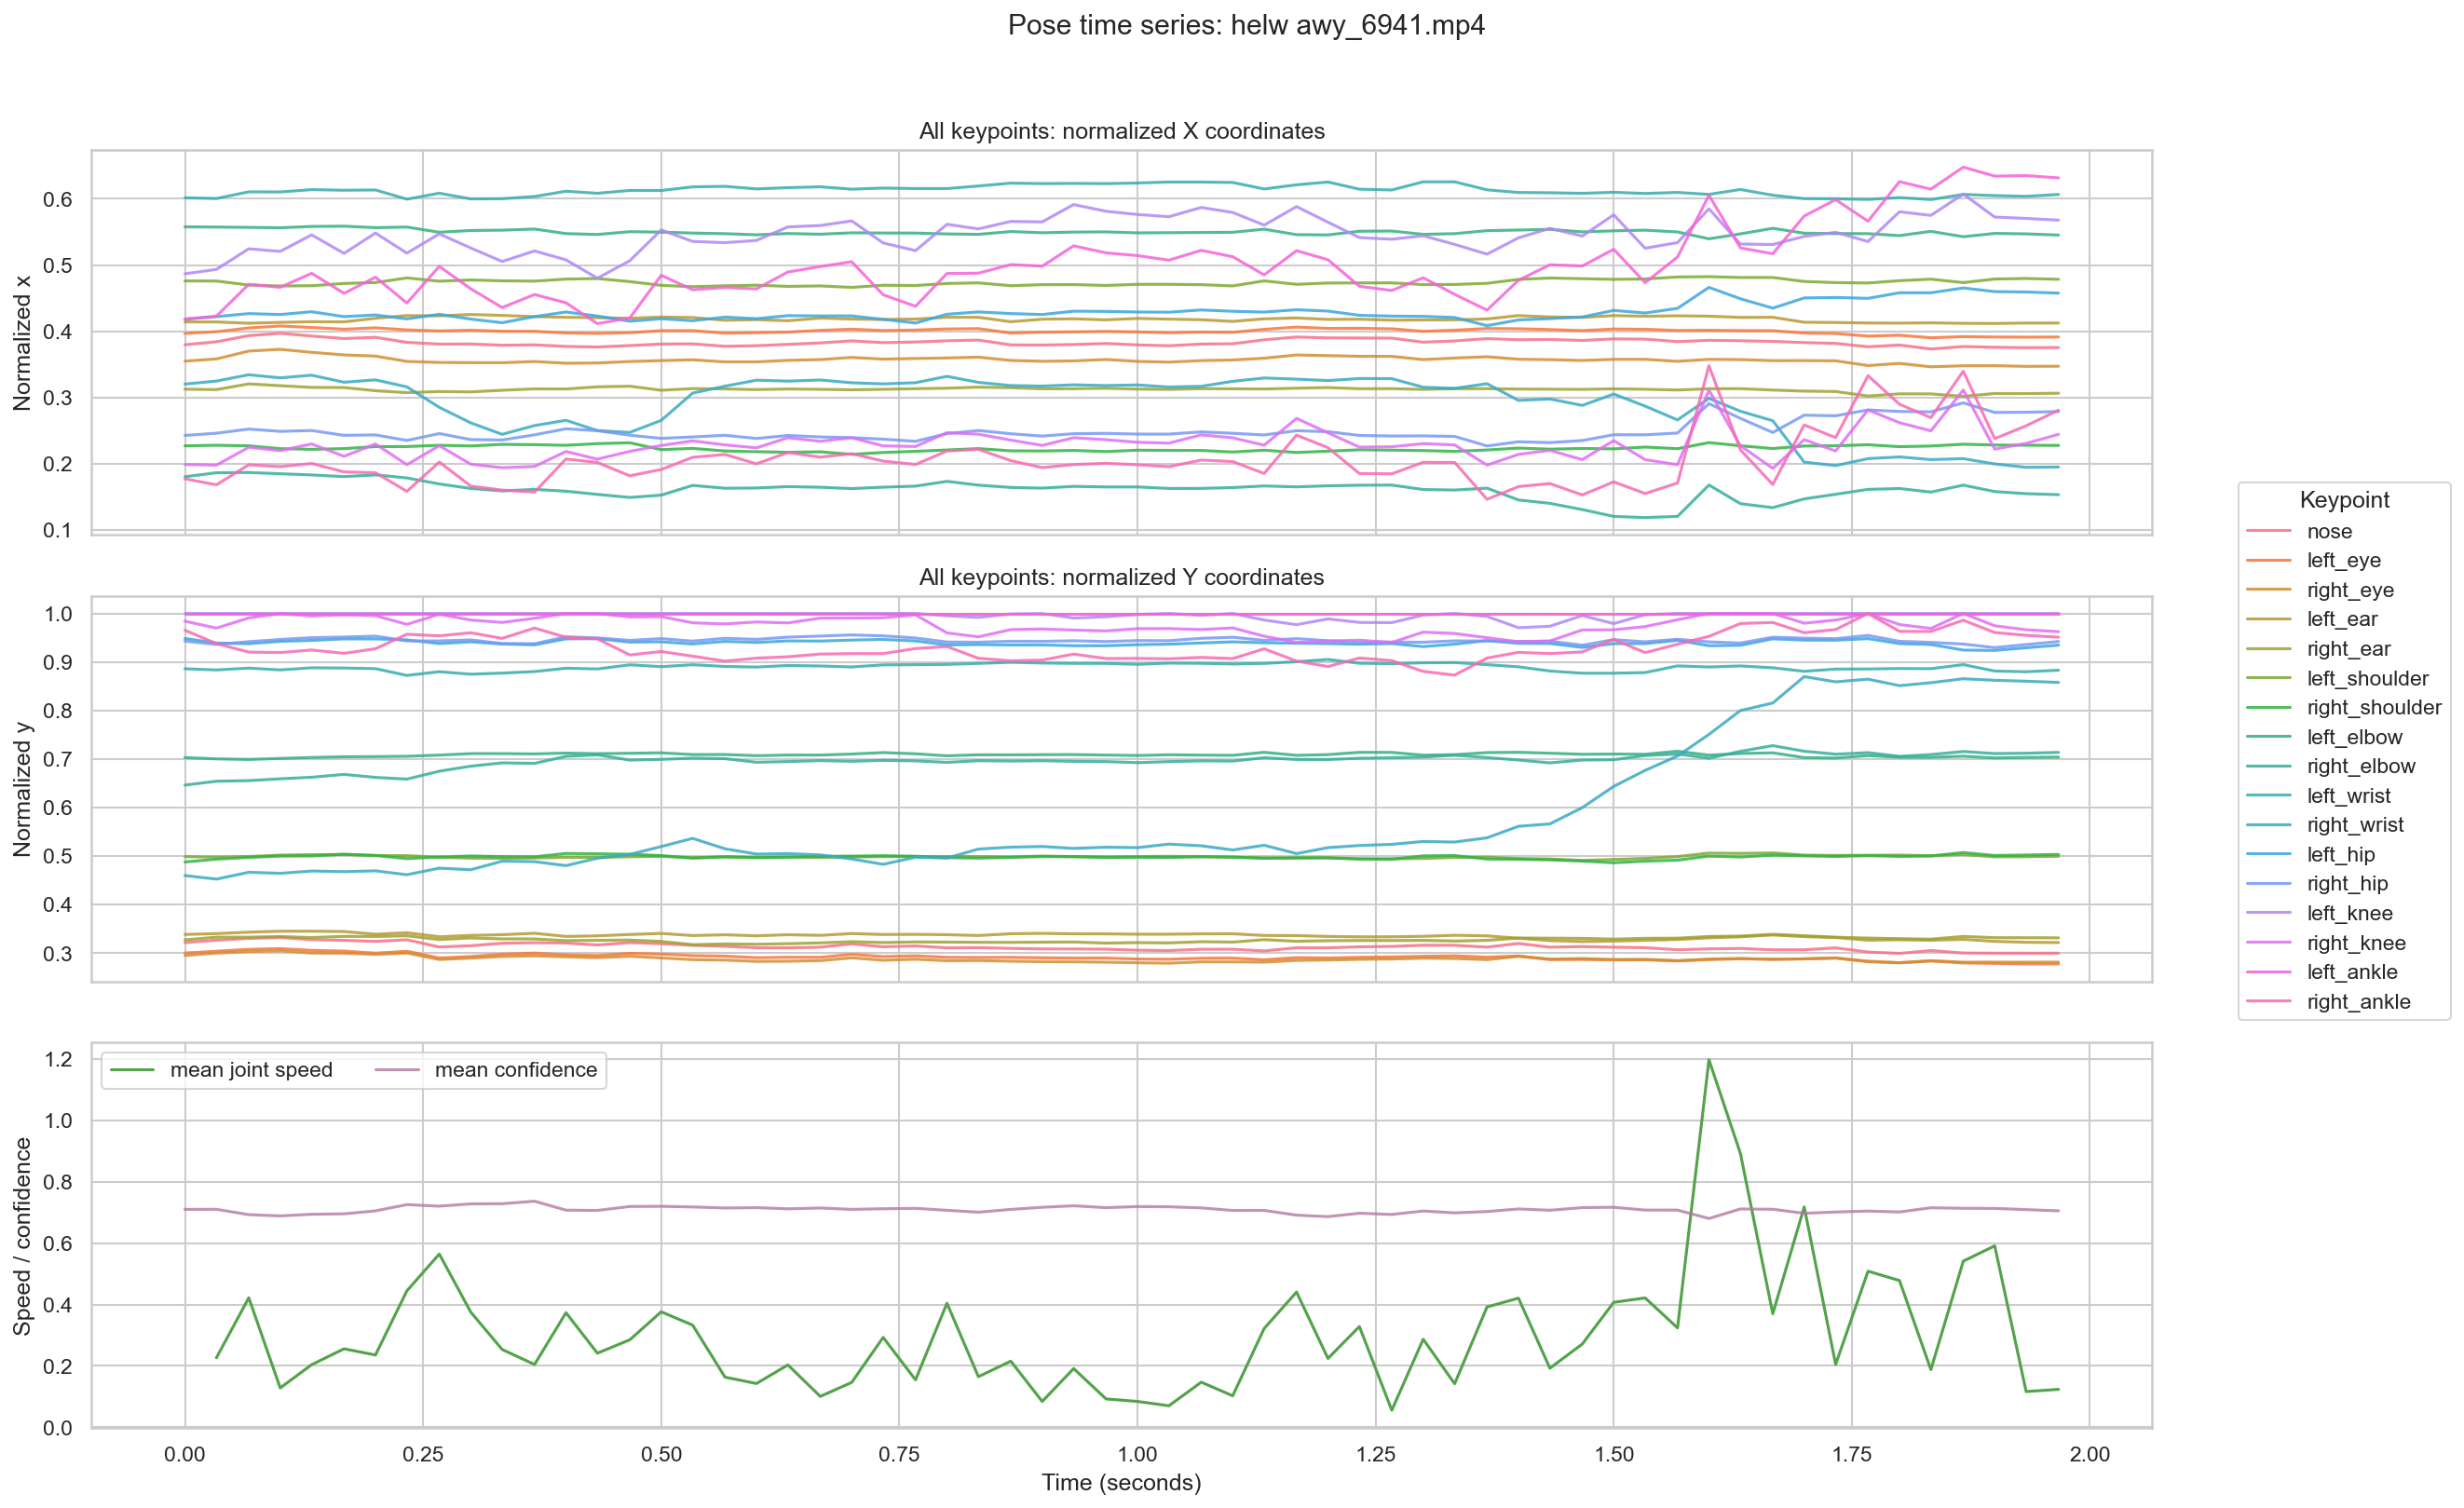 Pose time series: helw awy_6941.mp4
All keypoints: normalized X coordinates
Normalized x
0.6
0.5
0.4
0.3
0.2
0.1
All keypoints: normalized Y coordinates
Normalized y
1.0
0.9
0.8
0.7
0.6
0.5
0.4
0.3
Keypoint
nose
left_eye
right_eye
left_ear
right_ear
left_shoulder
right_shoulder
left_elbow
right_elbow
left_wrist
right_wrist
left_hip
right_hip
left_knee
right_knee
left_ankle
right_ankle
mean joint speed mean confidence
Speed / confidence
1.2
1.0
0.8
0.6
0.4
0.2
0.0
0.00 0.25 0.50 0.75 1.00 1.25 1.50 1.75 2.00
Time (seconds)